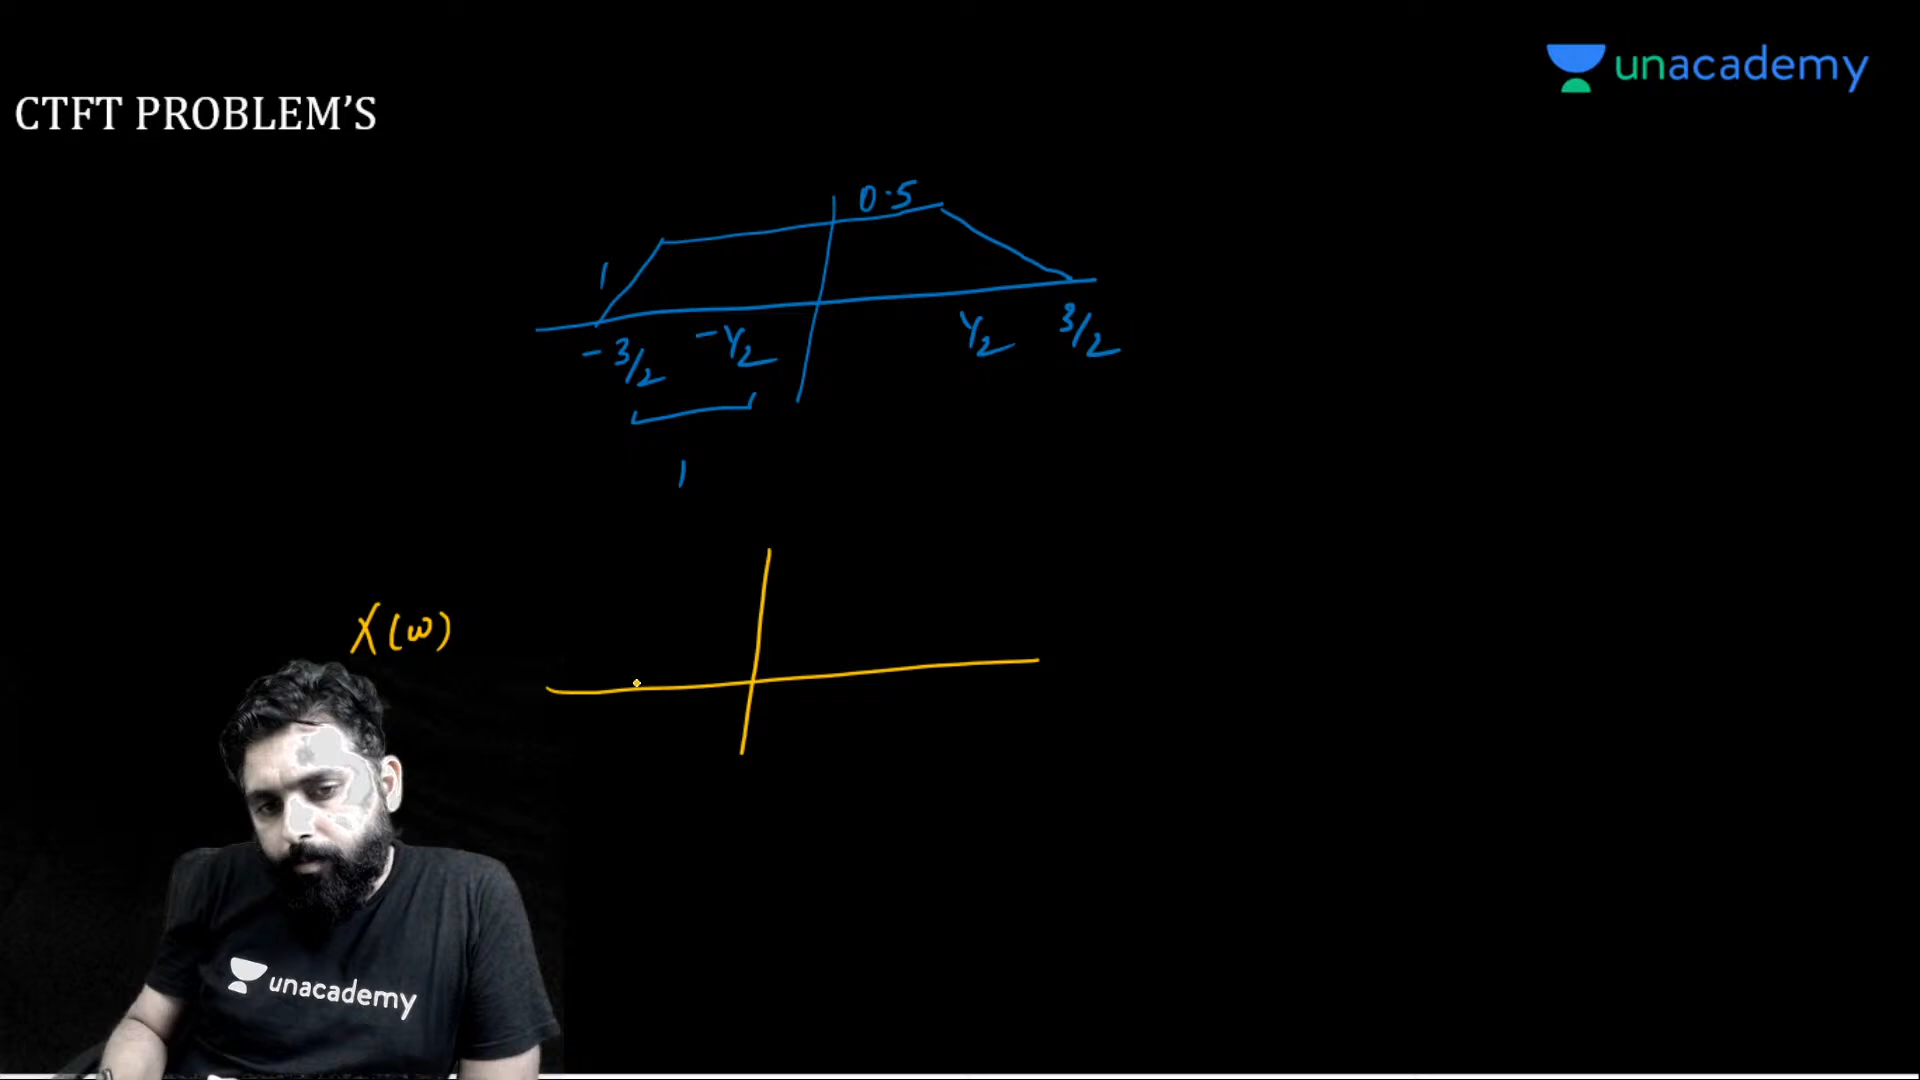 unacademy
CTFT PROBLEM'S
0.5
1
-3/2 -1/2 1/2 3/2
1
X(ω)
unacademy